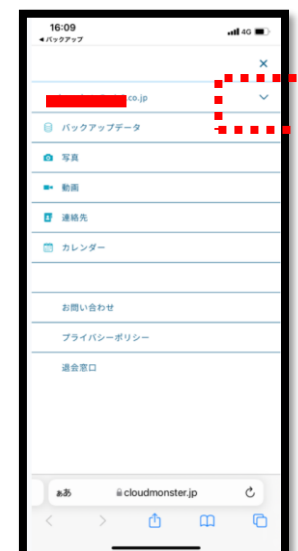 16:09
4G
◀バックアップ
×
.co.jp
バックアップデータ
写真
動画
連絡先
カレンダー
お問い合わせ
プライバシーポリシー
退会窓口
ぁあ
cloudmonster.jp